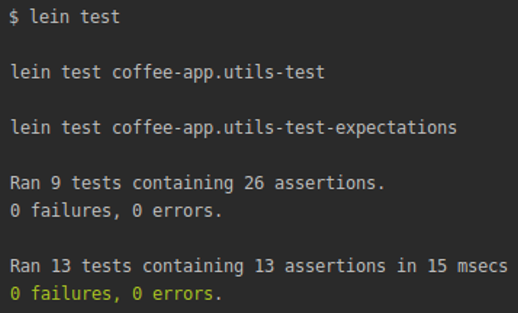 $ lein test
lein test coffee-app.utils-test
lein test coffee-app.utils-test-expectations
Ran 9 tests containing 26 assertions.
0 failures, 0 errors.
Ran 13 tests containing 13 assertions in 15 msecs
0 failures, 0 errors.